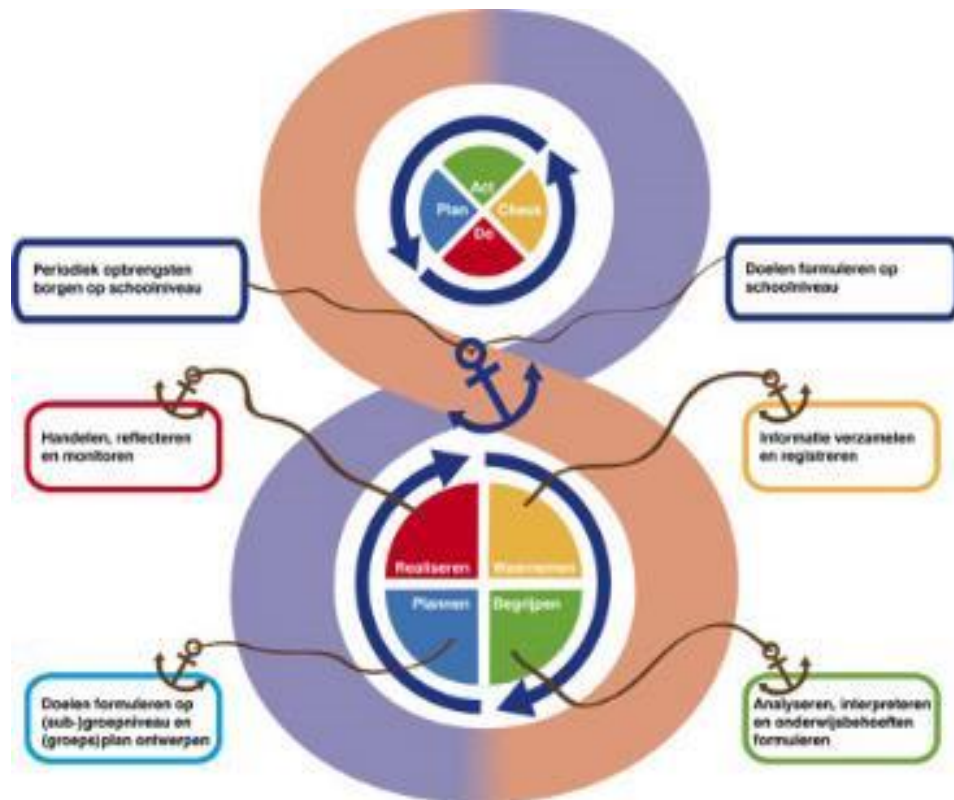 Act
Plan
Check
Do
Periodiek opbrengsten
borgen op schoolniveau
Doelen formuleren op
schoolniveau
Handelen, reflecteren
en monitoren
Informatie verzamelen
en registreren
Realiseren
Waarnemen
Plannen
Begrijpen
Doelen formuleren op
(sub-)groepniveau en
(groeps)plan ontwerpen
Analyseren, interpreteren
en onderwijsbehoeften
formuleren